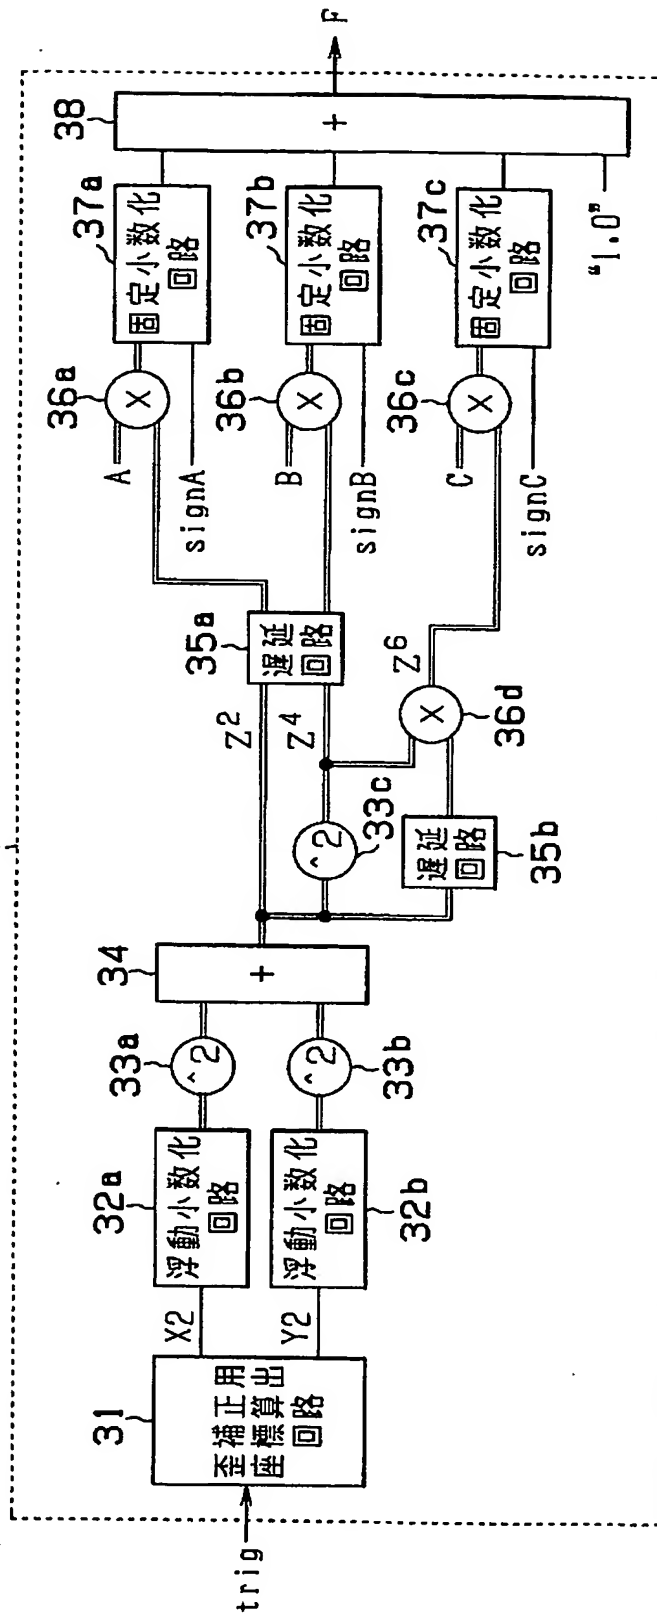 trig
31
歪補正用
座標算出
回路
X2
Y2
32a
浮動小数化
回路
32b
浮動小数化
回路
33a
^2
33b
^2
34
+
33c
^2
Z2
Z4
35a
遅延
回路
35b
遅延
回路
36d
X
Z6
A
36a
X
signA
37a
固定小数化
回路
B
36b
X
signB
37b
固定小数化
回路
C
36c
X
signC
37c
固定小数化
回路
"1.0"
38
+
F